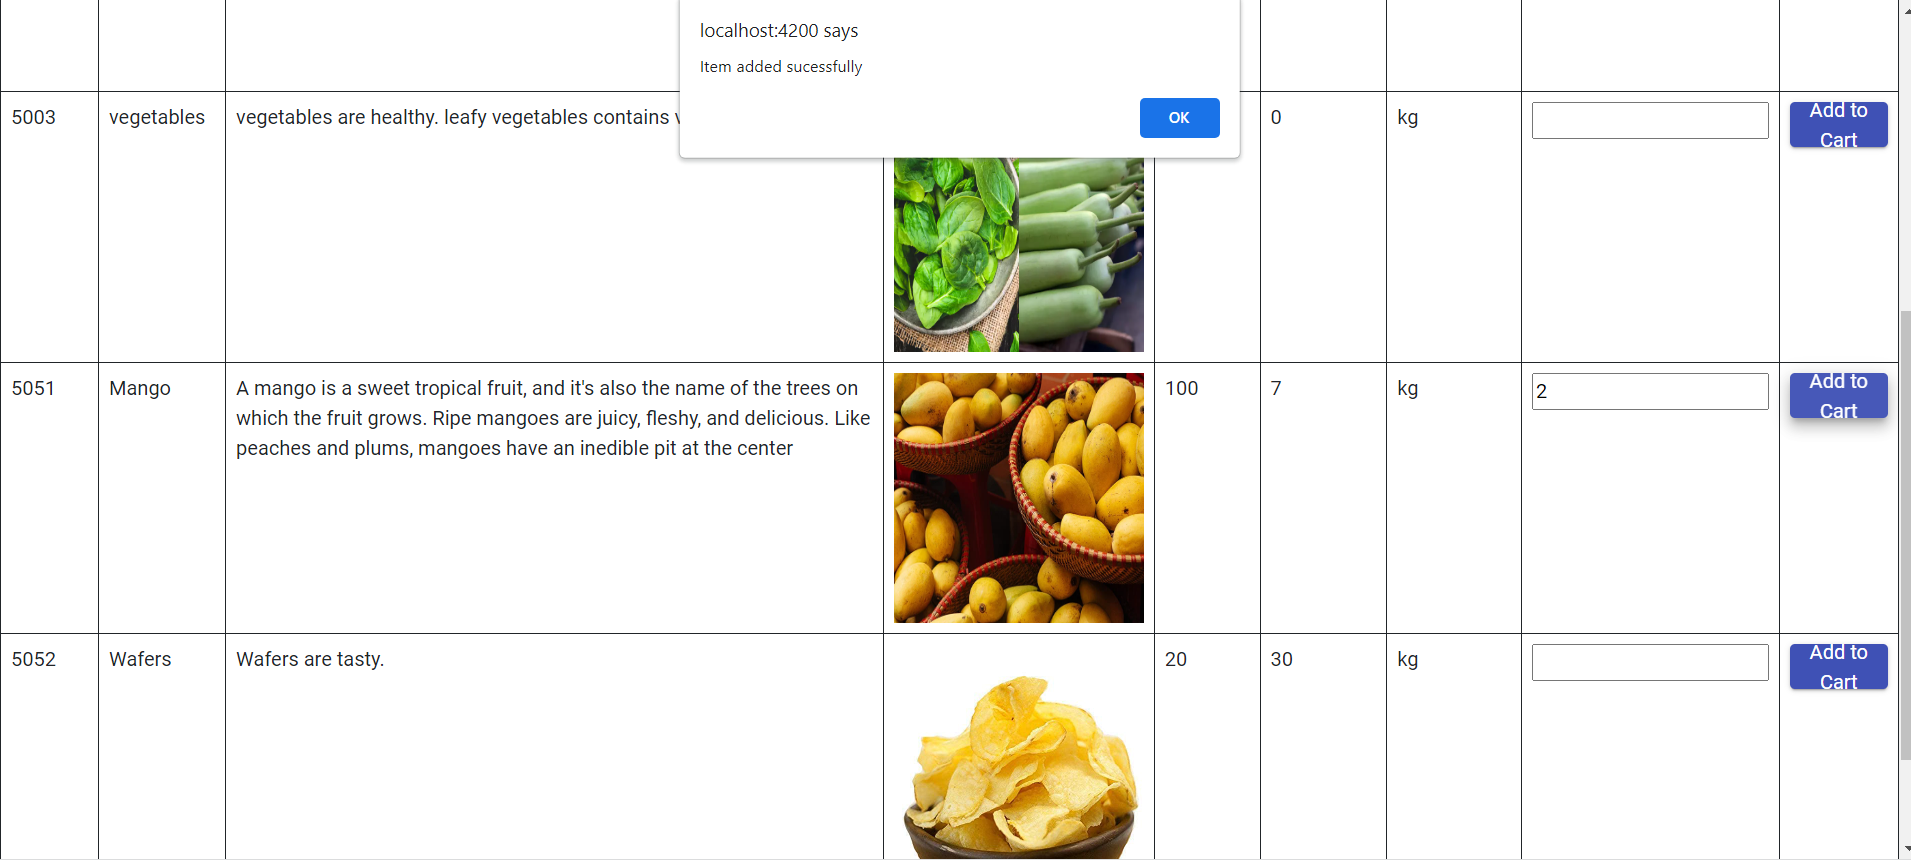 localhost:4200 says
Item added sucessfully
OK
5003 vegetables vegetables are healthy. leafy vegetables contains 0 kg Add to
Cart
5051 Mango A mango is a sweet tropical fruit, and it's also the name of the trees on 100 7 kg 2 Add to
which the fruit grows. Ripe mangoes are juicy, fleshy, and delicious. Like Cart
peaches and plums, mangoes have an inedible pit at the center
5052 Wafers Wafers are tasty. 20 30 kg Add to
Cart